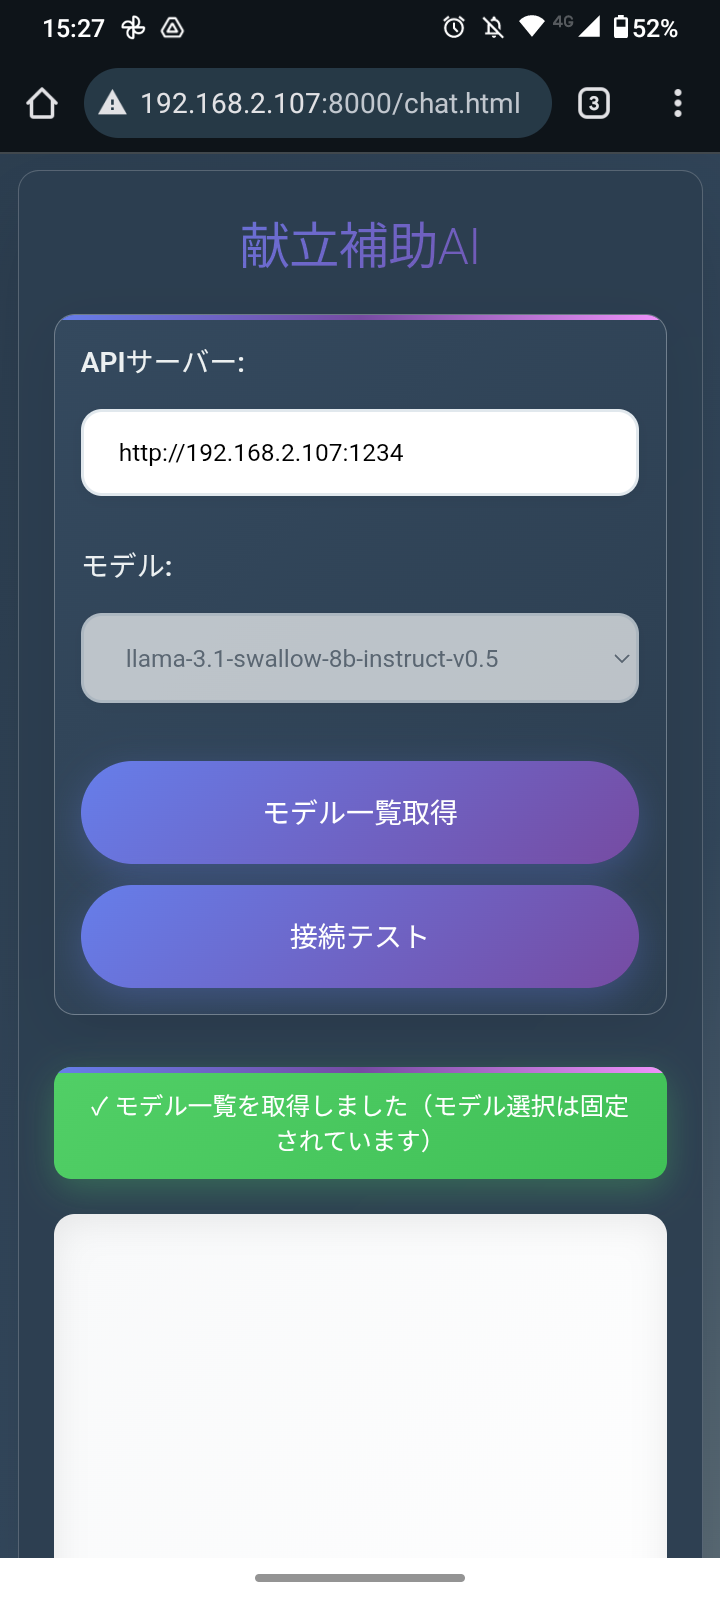 15:27
4G
52%
192.168.2.107:8000/chat.html
3
献立補助AI
APIサーバー:
http://192.168.2.107:1234
モデル:
llama-3.1-swallow-8b-instruct-v0.5
モデル一覧取得
接続テスト
✓ モデル一覧を取得しました（モデル選択は固定
されています）